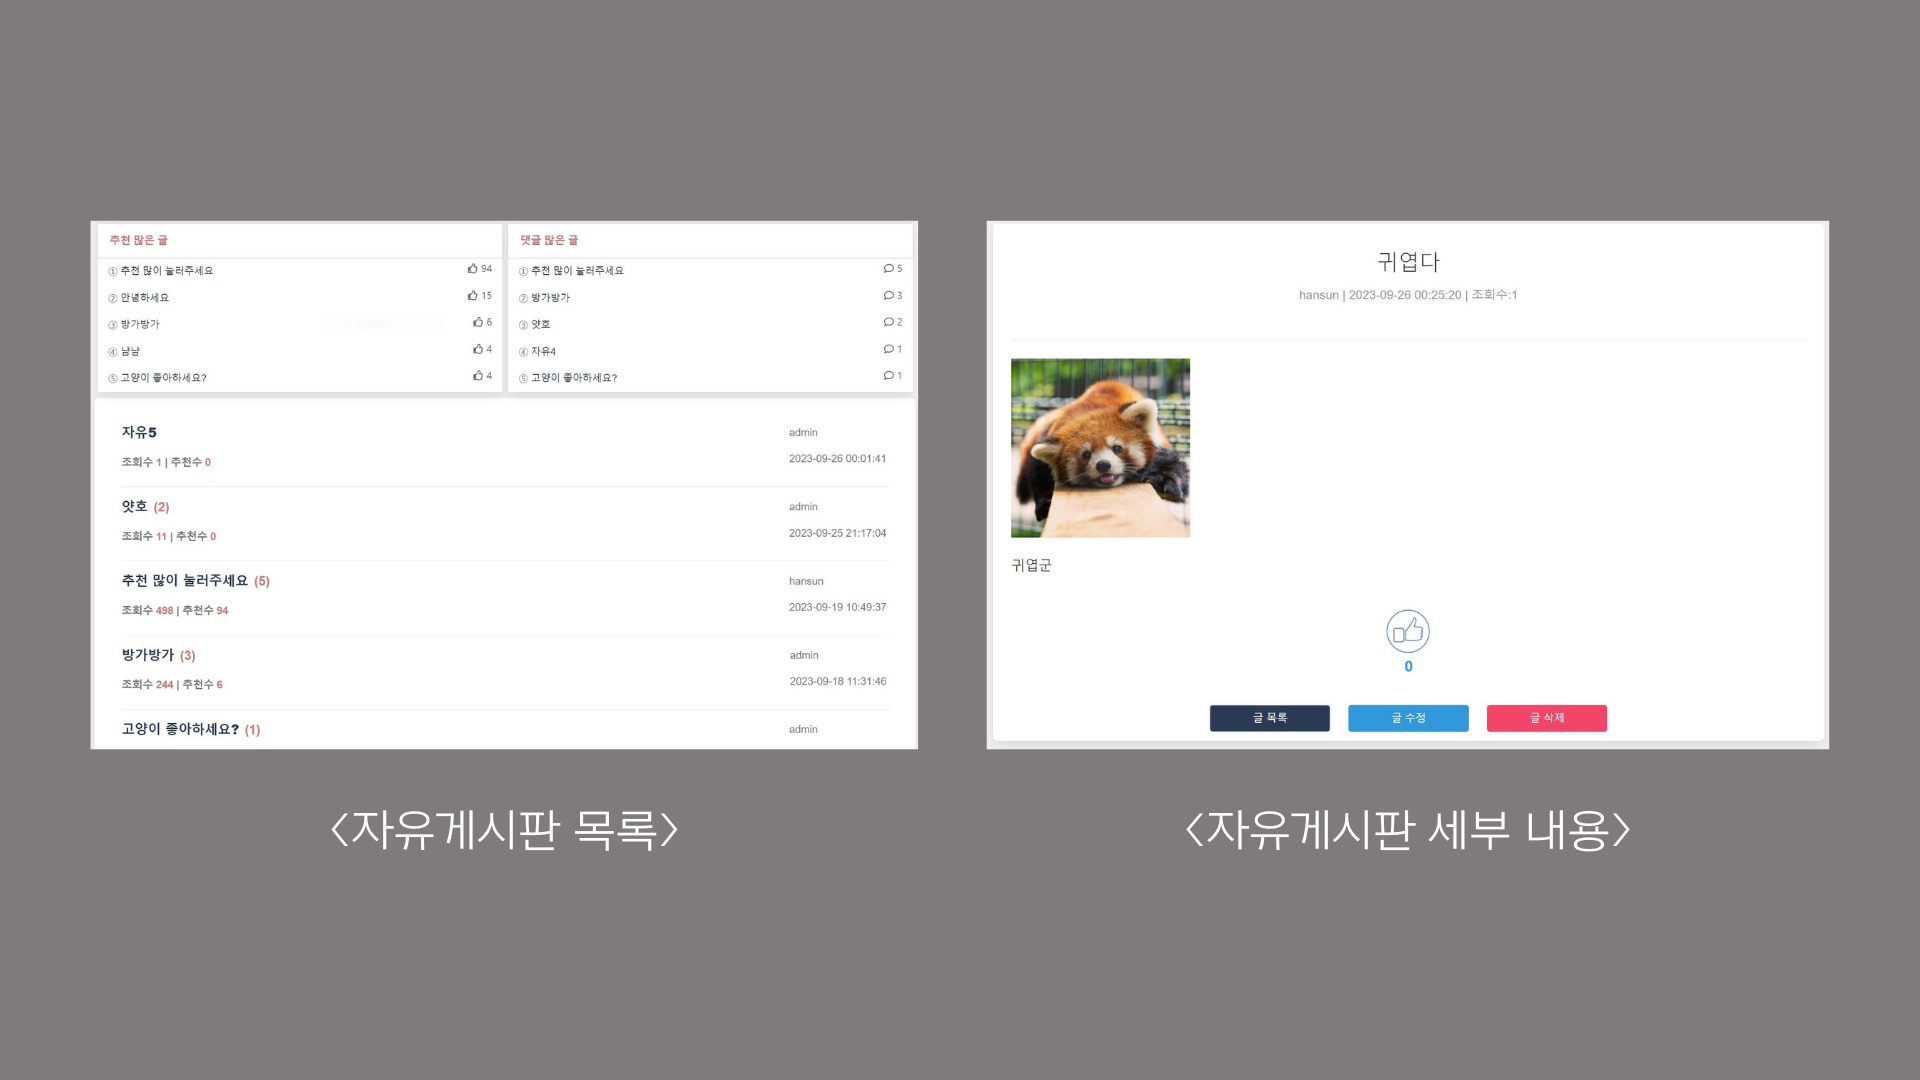 추천 많은 글
① 추천 많이 눌러주세요 94
② 안녕하세요 15
③ 방가방가 6
④ 냠냠 4
⑤ 고양이 좋아하세요? 4
댓글 많은 글
① 추천 많이 눌러주세요 5
② 방가방가 3
③ 얏호 2
④ 자유4 1
⑤ 고양이 좋아하세요? 1
자유5 admin
조회수 1 | 추천수 0 2023-09-26 00:01:41
얏호 (2) admin
조회수 11 | 추천수 0 2023-09-25 21:17:04
추천 많이 눌러주세요 (5) hansun
조회수 498 | 추천수 94 2023-09-19 10:49:37
방가방가 (3) admin
조회수 244 | 추천수 6 2023-09-18 11:31:46
고양이 좋아하세요? (1) admin
<자유게시판 목록>
귀엽다
hansun | 2023-09-26 00:25:20 | 조회수:1
귀엽군
0
글 목록 글 수정 글 삭제
<자유게시판 세부 내용>